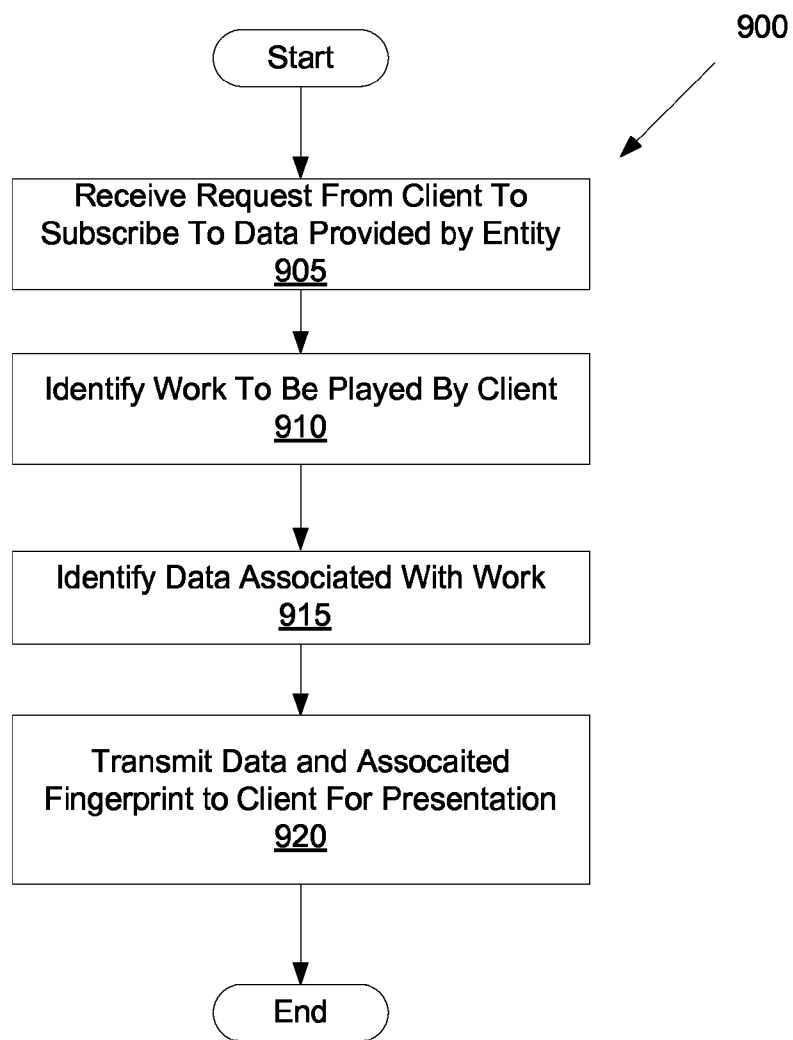 900
Start
Receive Request From Client To
Subscribe To Data Provided by Entity
905
Identify Work To Be Played By Client
910
Identify Data Associated With Work
915
Transmit Data and Assocaited
Fingerprint to Client For Presentation
920
End